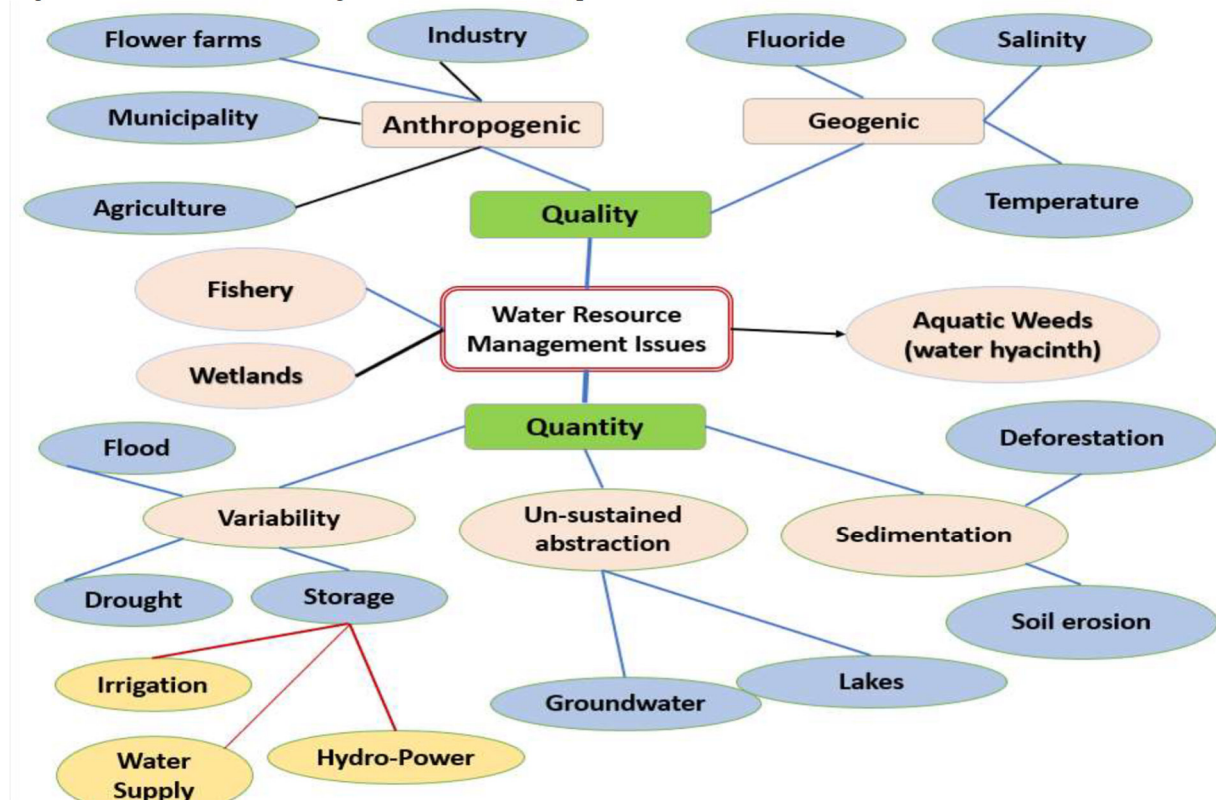 Flower farms
Industry
Fluoride
Salinity
Municipality
Anthropogenic
Geogenic
Agriculture
Quality
Temperature
Fishery
Water Resource
Management Issues
Aquatic Weeds
(water hyacinth)
Wetlands
Quantity
Flood
Deforestation
Variability
Un-sustained
abstraction
Sedimentation
Drought
Storage
Soil erosion
Irrigation
Groundwater
Lakes
Water
Supply
Hydro-Power